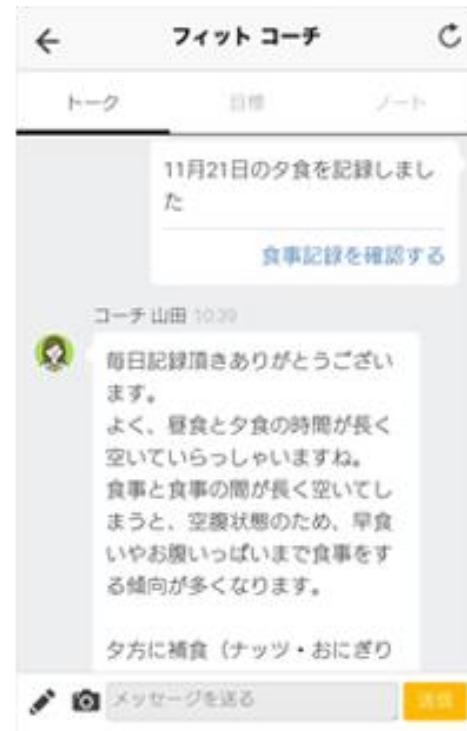 フィット コーチ
トーク
目標
ノート
11月21日の夕食を記録しまし
た
食事記録を確認する
コーチ 山田 10:39
毎日記録頂きありがとうござい
ます。
よく、昼食と夕食の時間が長く
空いていらっしゃいますね。
食事と食事の間が長く空いてし
まうと、空腹状態のため、早食
いやお腹いっぱいまで食事をす
る傾向が多くなります。
夕方に補食（ナッツ・おにぎり
メッセージを送る
送信